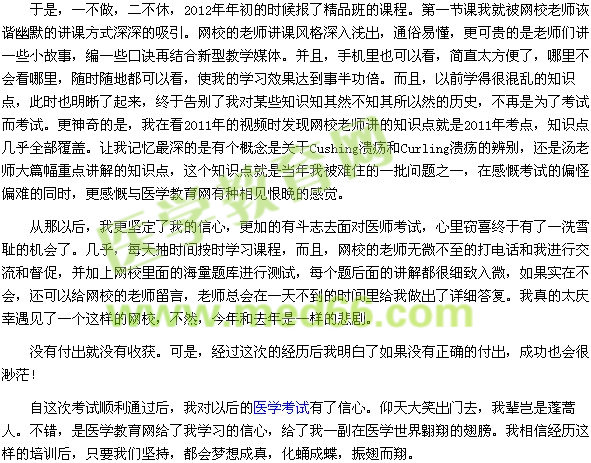 于是，一不做，二不休，2012年年初的时候报了精品班的课程。第一节课我就被网校老师诙
谐幽默的讲课方式深深的吸引。网校的老师讲课风格深入浅出，通俗易懂，更可贵的是老师们讲
一些小故事，编一些口诀再结合新型教学媒体。并且，手机里也可以看，简直太方便了，哪里不
会看哪里，随时随地都可以看，使我的学习效果达到事半功倍。而且，以前学得很混乱的知识
点，此时也明晰了起来，终于告别了我对某些知识知其然不知其所以然的历史，不再是为了考试
而考试。更神奇的是，我在看2011年的视频时发现网校老师讲的知识点就是2011年考点，知识点
几乎全部覆盖。让我记忆最深的是有个概念是关于Cushing溃疡和Curling溃疡的辨别，还是汤老
师大篇幅重点讲解的知识点，这个知识点就是当年我被难住的一批问题之一，在感慨考试的偏怪
偏难的同时，更感慨与医学教育网有种相见恨晚的感觉。
从那以后，我更坚定了我的信心，更加的有斗志去面对医师考试，心里窃喜终于有了一洗雪
耻的机会了。几乎，每天抽时间按时学习课程，而且，网校的老师无微不至的打电话和我进行交
流和督促，并加上网校里面的海量题库进行测试，每个题后面的讲解都很细致入微，如果实在不
会，还可以给网校的老师留言，老师总会在一天不到的时间里给我做出了详细答复。我真的太庆
幸遇见了一个这样的网校，不然，今年和去年是一样的悲剧。
没有付出就没有收获。可是，经过这次的经历后我明白了如果没有正确的付出，成功也会很
渺茫！
自这次考试顺利通过后，我对以后的医学考试有了信心。仰天大笑出门去，我辈岂是蓬蒿
人。不错，是医学教育网给了我学习的信心，给了我一副在医学世界翱翔的翅膀。我相信经历这
样的培训后，只要我们坚持，都会梦想成真，化蛹成蝶，振翅而翔。
医学教育网
www.med66.com